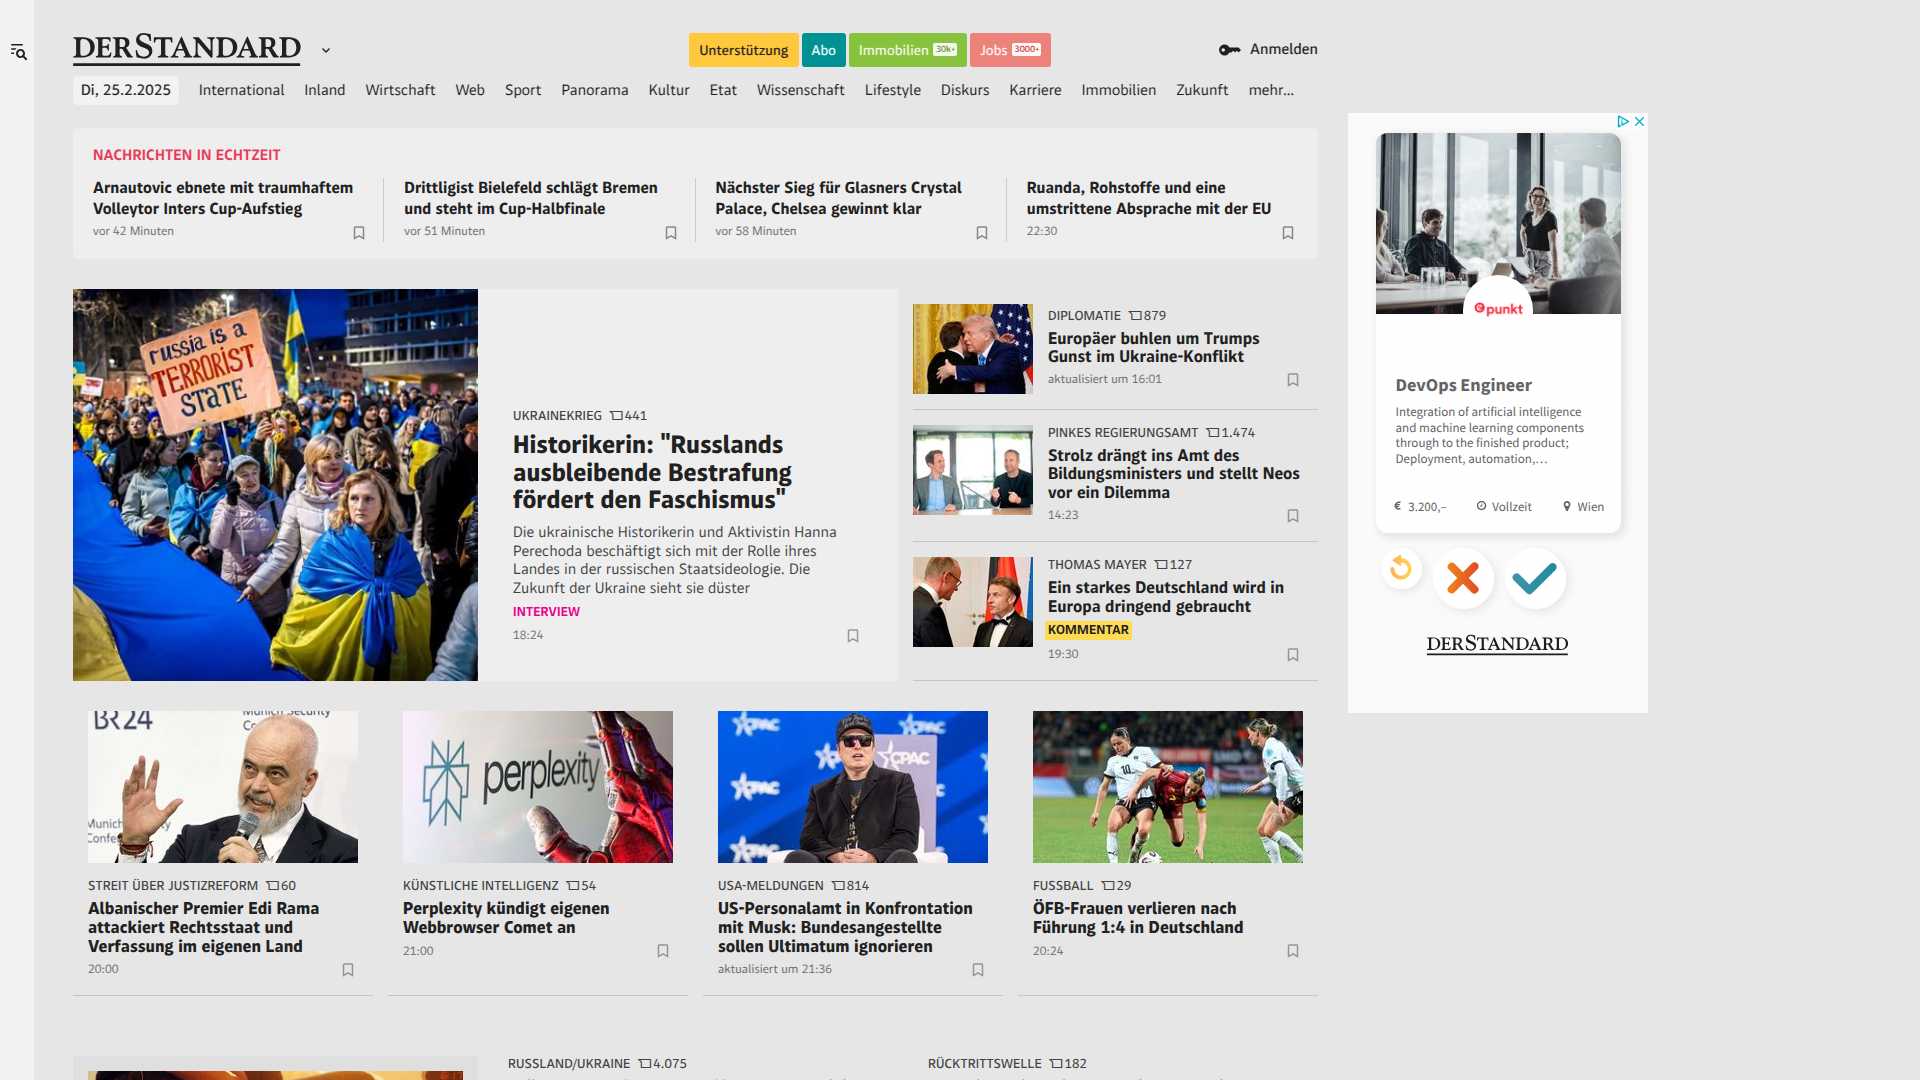 DERSTANDARD
Unterstützung
Abo
Immobilien 30k+
Jobs 3000+
Anmelden
Di, 25.2.2025
International
Inland
Wirtschaft
Web
Sport
Panorama
Kultur
Etat
Wissenschaft
Lifestyle
Diskurs
Karriere
Immobilien
Zukunft
mehr...
NACHRICHTEN IN ECHTZEIT
Arnautovic ebnete mit traumhaftem
Volleytor Inters Cup-Aufstieg
vor 42 Minuten
Drittligist Bielefeld schlägt Bremen
und steht im Cup-Halbfinale
vor 51 Minuten
Nächster Sieg für Glasners Crystal
Palace, Chelsea gewinnt klar
vor 58 Minuten
Ruanda, Rohstoffe und eine
umstrittene Absprache mit der EU
22:30
russia is a
TERRORIST
STATE
UKRAINEKRIEG 441
Historikerin: "Russlands
ausbleibende Bestrafung
fördert den Faschismus"
Die ukrainische Historikerin und Aktivistin Hanna
Perechoda beschäftigt sich mit der Rolle ihres
Landes in der russischen Staatsideologie. Die
Zukunft der Ukraine sieht sie düster
INTERVIEW
18:24
DIPLOMATIE 879
Europäer buhlen um Trumps
Gunst im Ukraine-Konflikt
aktualisiert um 16:01
PINKES REGIERUNGSAMT 1.474
Strolz drängt ins Amt des
Bildungsministers und stellt Neos
vor ein Dilemma
14:23
THOMAS MAYER 127
Ein starkes Deutschland wird in
Europa dringend gebraucht
KOMMENTAR
19:30
epunkt
DevOps Engineer
Integration of artificial intelligence
and machine learning components
through to the finished product;
Deployment, automation,...
€ 3.200,-
Vollzeit
Wien
DERSTANDARD
BR24
Munich Security
STREIT ÜBER JUSTIZREFORM 60
Albanischer Premier Edi Rama
attackiert Rechtsstaat und
Verfassung im eigenen Land
20:00
perplexity
KÜNSTLICHE INTELLIGENZ 54
Perplexity kündigt eigenen
Webbrowser Comet an
21:00
CPAC
CPAC
CPAC
USA-MELDUNGEN 814
US-Personalamt in Konfrontation
mit Musk: Bundesangestellte
sollen Ultimatum ignorieren
aktualisiert um 21:36
10
FUSSBALL 29
ÖFB-Frauen verlieren nach
Führung 1:4 in Deutschland
20:24
RUSSLAND/UKRAINE 4.075
RÜCKTRITTSWELLE 182